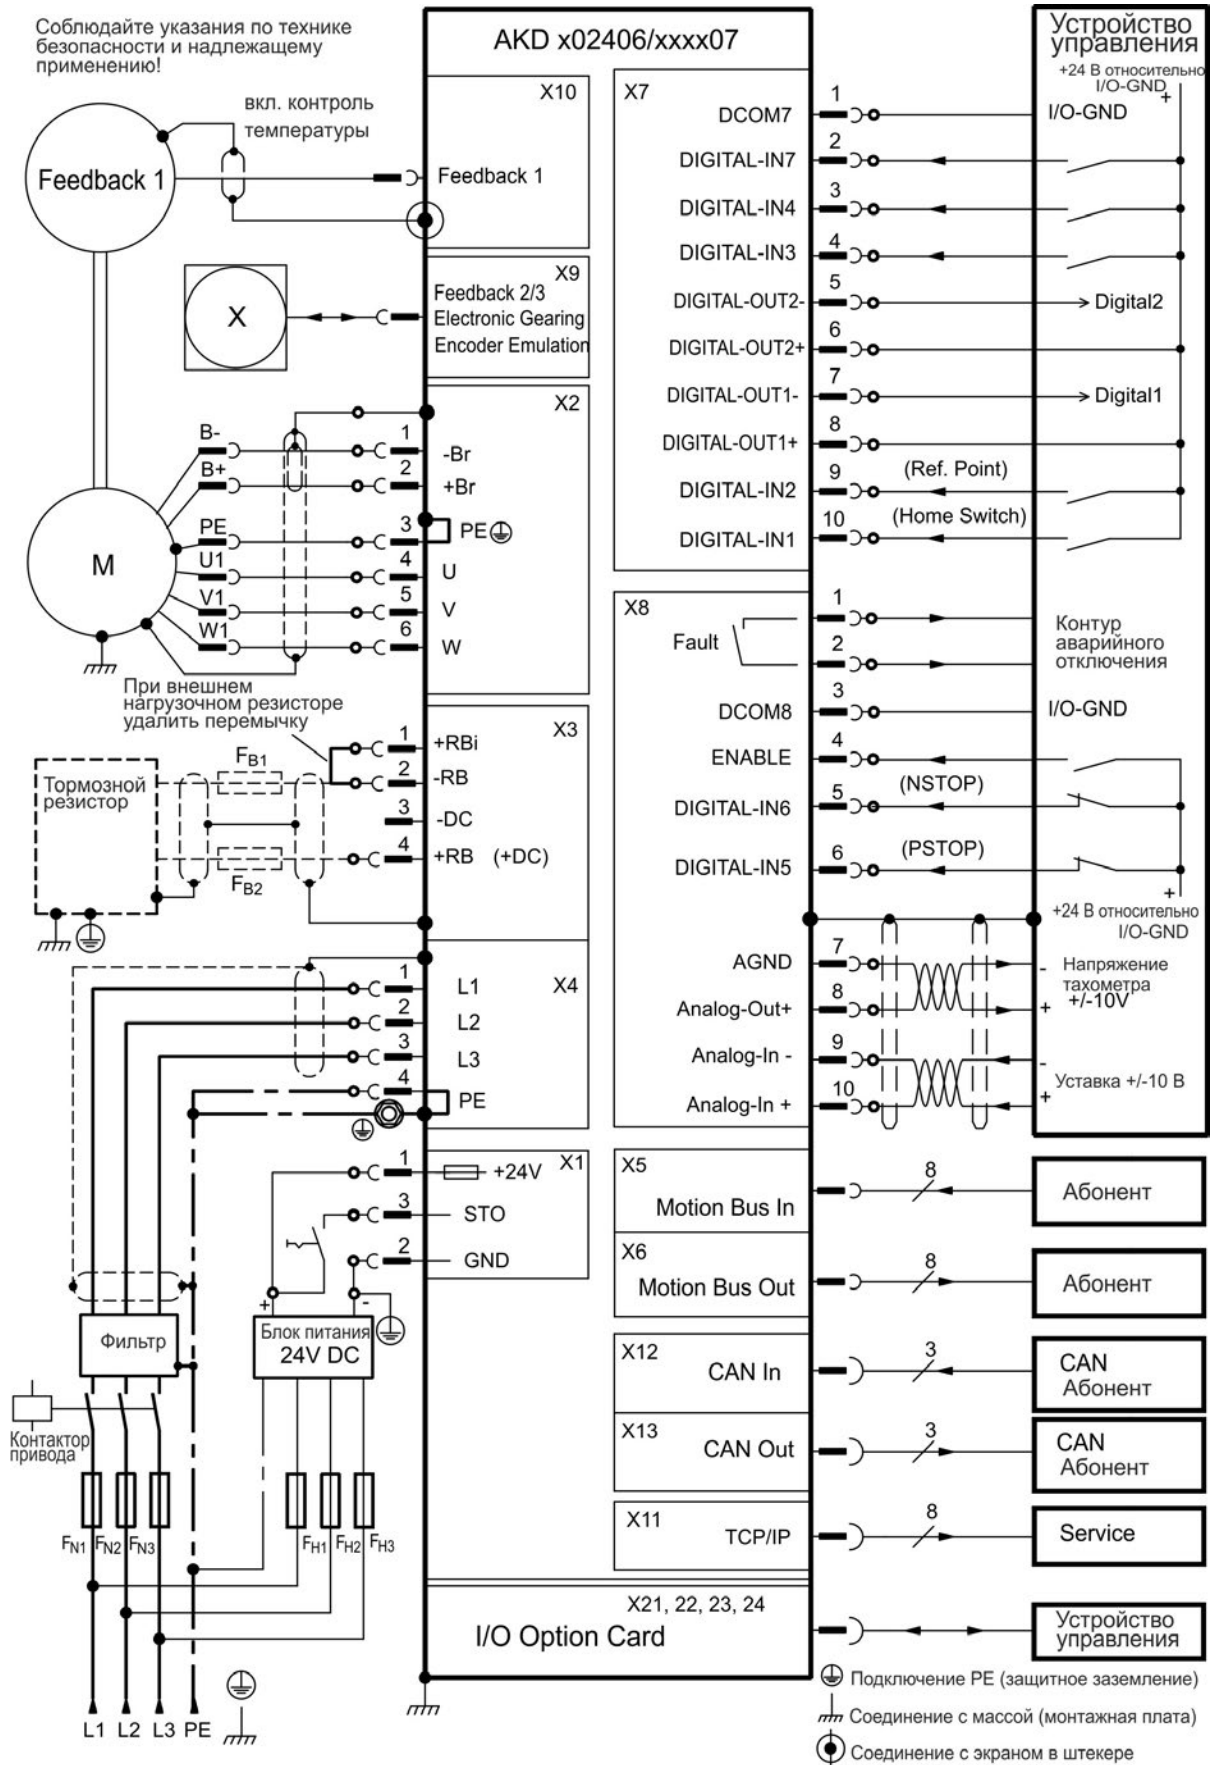 Соблюдайте указания по технике
безопасности и надлежащему
применению!
AKD x02406/xxxx07
Устройство
управления
+24 В относительно
I/O-GND
+
вкл. контроль
температуры
Feedback 1
X10
Feedback 1
X
X9
Feedback 2/3
Electronic Gearing
Encoder Emulation
X2
B-
1
-Br
B+
2
+Br
PE
3
PE
U1
4
U
V1
5
V
W1
6
W
M
При внешнем
нагрузочном резисторе
удалить перемычку
X3
1
+RBi
2
-RB
3
-DC
4
+RB (+DC)
FB1
Тормозной
резистор
FB2
X4
1
L1
2
L2
3
L3
4
PE
X1
1
+24V
3
STO
2
GND
+
-
Фильтр
Блок питания
24V DC
Контактор
привода
FN1 FN2 FN3
FH1 FH2 FH3
L1 L2 L3 PE
X7
DCOM7
1
I/O-GND
DIGITAL-IN7
2
DIGITAL-IN4
3
DIGITAL-IN3
4
DIGITAL-OUT2-
5
Digital2
DIGITAL-OUT2+
6
DIGITAL-OUT1-
7
Digital1
DIGITAL-OUT1+
8
DIGITAL-IN2
9
(Ref. Point)
DIGITAL-IN1
10
(Home Switch)
X8
Fault
1
2
Контур
аварийного
отключения
DCOM8
3
I/O-GND
ENABLE
4
DIGITAL-IN6
5
(NSTOP)
DIGITAL-IN5
6
(PSTOP)
+
+24 В относительно
I/O-GND
AGND
7
-
Напряжение
тахометра
+/-10V
Analog-Out+
8
+
Analog-In -
9
-
Уставка +/-10 В
Analog-In +
10
+
X5
Motion Bus In
8
Абонент
X6
Motion Bus Out
8
Абонент
X12
CAN In
3
CAN
Абонент
X13
CAN Out
3
CAN
Абонент
X11
TCP/IP
8
Service
X21, 22, 23, 24
I/O Option Card
Устройство
управления
Подключение PE (защитное заземление)
Соединение с массой (монтажная плата)
Соединение с экраном в штекере